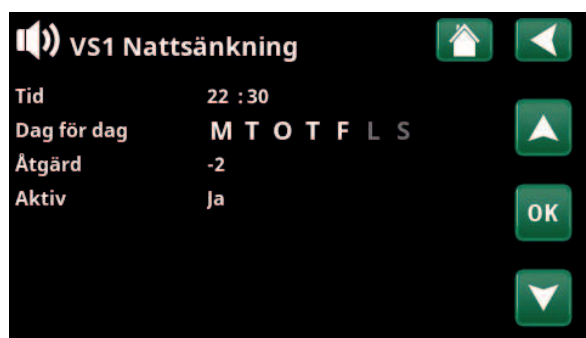 VS1 Nattsänkning
Tid 22 :30
Dag för dag M T O T F L S
Åtgärd -2
OK
Aktiv Ja